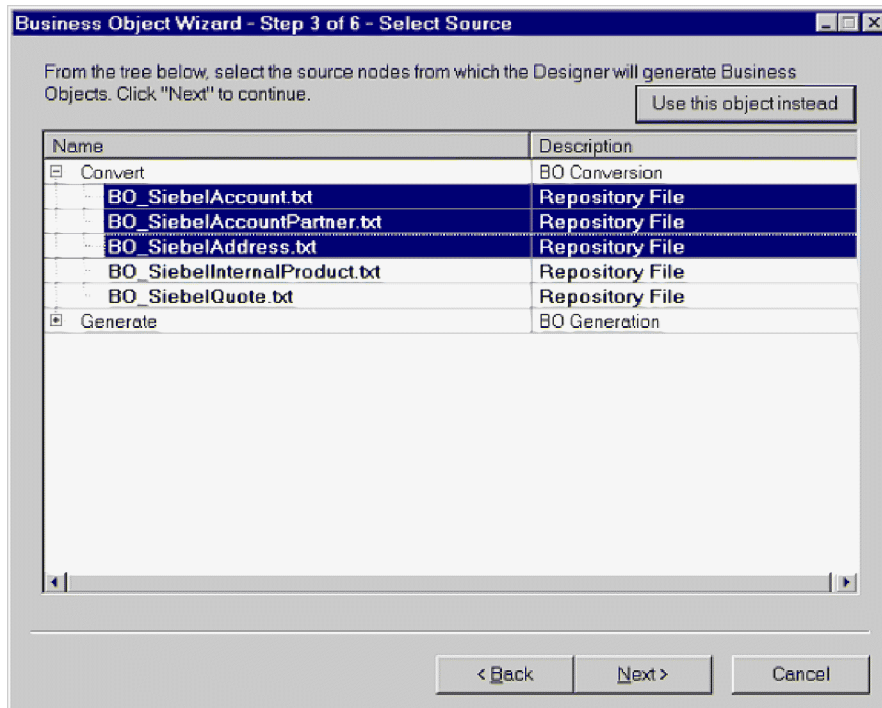 Business Object Wizard - Step 3 of 6 - Select Source
From the tree below, select the source nodes from which the Designer will generate Business
Objects. Click "Next" to continue.
Use this object instead
Name Description
Convert BO Conversion
BO_SiebelAccount.txt Repository File
BO_SiebelAccountPartner.txt Repository File
BO_SiebelAddress.txt Repository File
BO_SiebelInternalProduct.txt Repository File
BO_SiebelQuote.txt Repository File
Generate BO Generation
< Back Next > Cancel